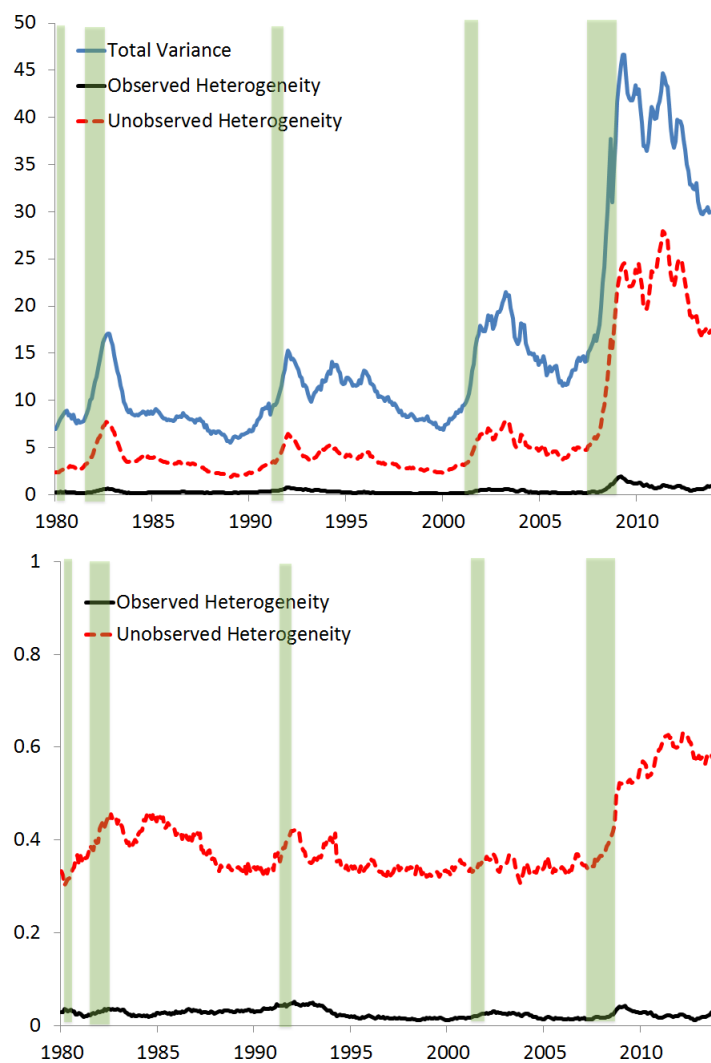 50
45
40
35
30
25
20
15
10
5
0
Total Variance
Observed Heterogeneity
Unobserved Heterogeneity
1980 1985 1990 1995 2000 2005 2010
1
0.8
0.6
0.4
0.2
0
Observed Heterogeneity
Unobserved Heterogeneity
1980 1985 1990 1995 2000 2005 2010